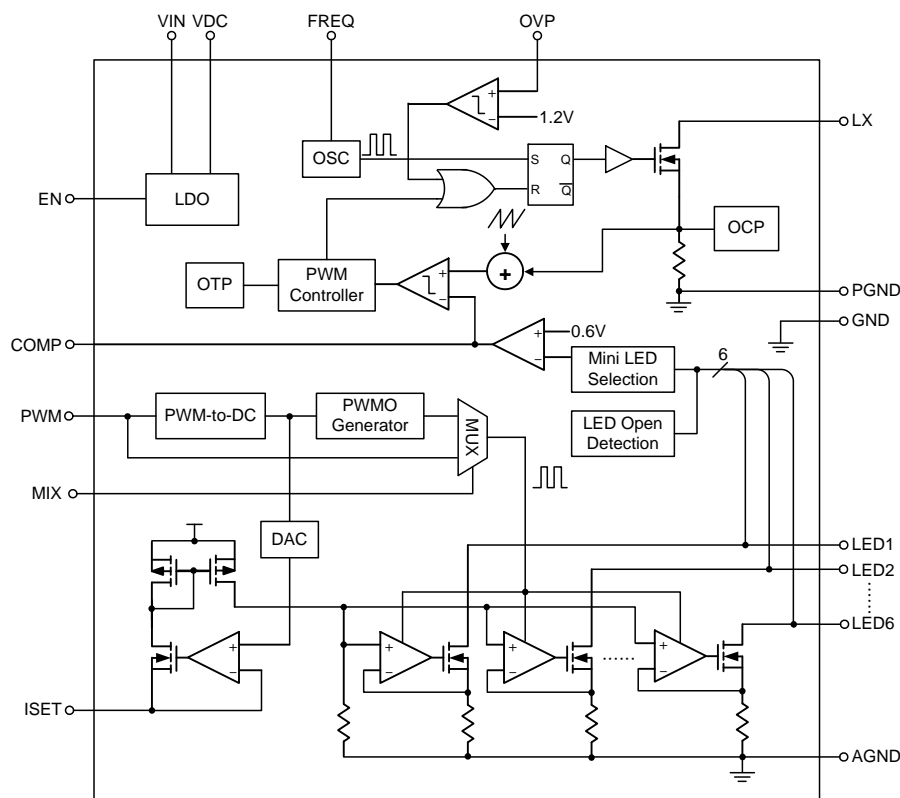 VIN VDC FREQ OVP
+
−
1.2V
LX
OSC
S Q
R Q̅
EN
LDO
OCP
+
OTP
PWM
Controller
+
−
PGND
GND
COMP
+
−
0.6V
Mini LED
Selection
6
PWM
PWM-to-DC
PWMO
Generator
MUX
LED Open
Detection
MIX
DAC
LED1
LED2
LED6
+
−
+
−
+
−
+
−
ISET
AGND